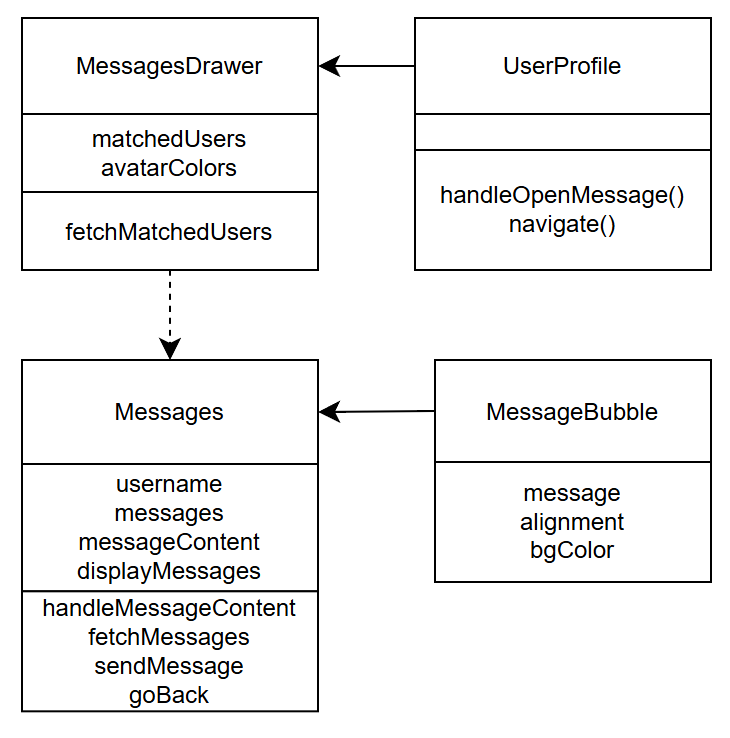 MessagesDrawer
matchedUsers
avatarColors
fetchMatchedUsers
UserProfile
handleOpenMessage()
navigate()
Messages
username
messages
messageContent
displayMessages
handleMessageContent
fetchMessages
sendMessage
goBack
MessageBubble
message
alignment
bgColor